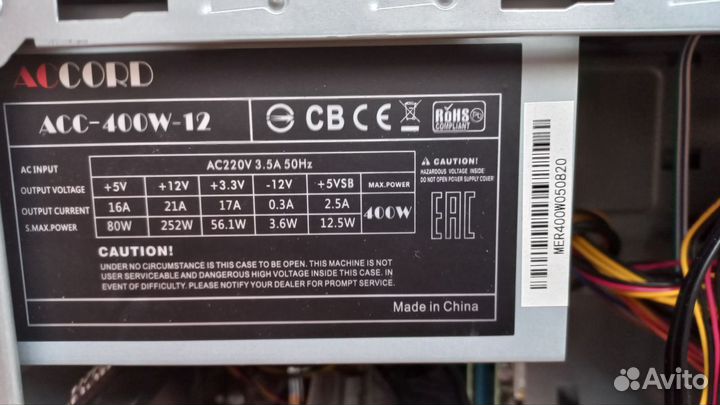 ACCORD
ACC-400W-12
CB CE RoHS COMPLIANT Pb
AC INPUT AC220V 3.5A 50Hz
OUTPUT VOLTAGE +5V +12V +3.3V -12V +5VSB MAX.POWER
OUTPUT CURRENT 16A 21A 17A 0.3A 2.5A 400W
S.MAX.POWER 80W 252W 56.1W 3.6W 12.5W
CAUTION!
HAZARDOUS VOLTAGE INSIDE!
DO NOT OPEN POWER SUPPLY COVER
EAC
CAUTION!
UNDER NO CIRCUMSTANCE IS THIS CASE TO BE OPEN. THIS MACHINE IS NOT
USER SERVICEABLE AND DANGEROUS HIGH VOLTAGE INSIDE THIS CASE. IN
EVENT OF DIFFICULTY. PLEASE NOTIFY YOUR DEALER FOR PROMPT SERVICE.
Made in China
MER400W050820
Avito